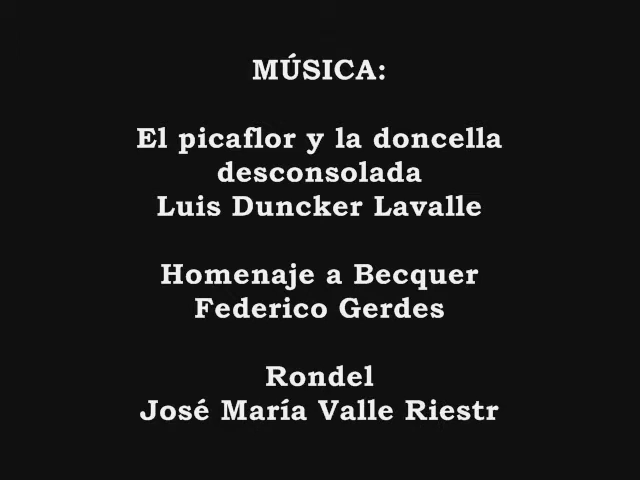 MÚSICA:
El picaflor y la doncella
desconsolada
Luis Duncker Lavalle
Homenaje a Becquer
Federico Gerdes
Rondel
José María Valle Riestr